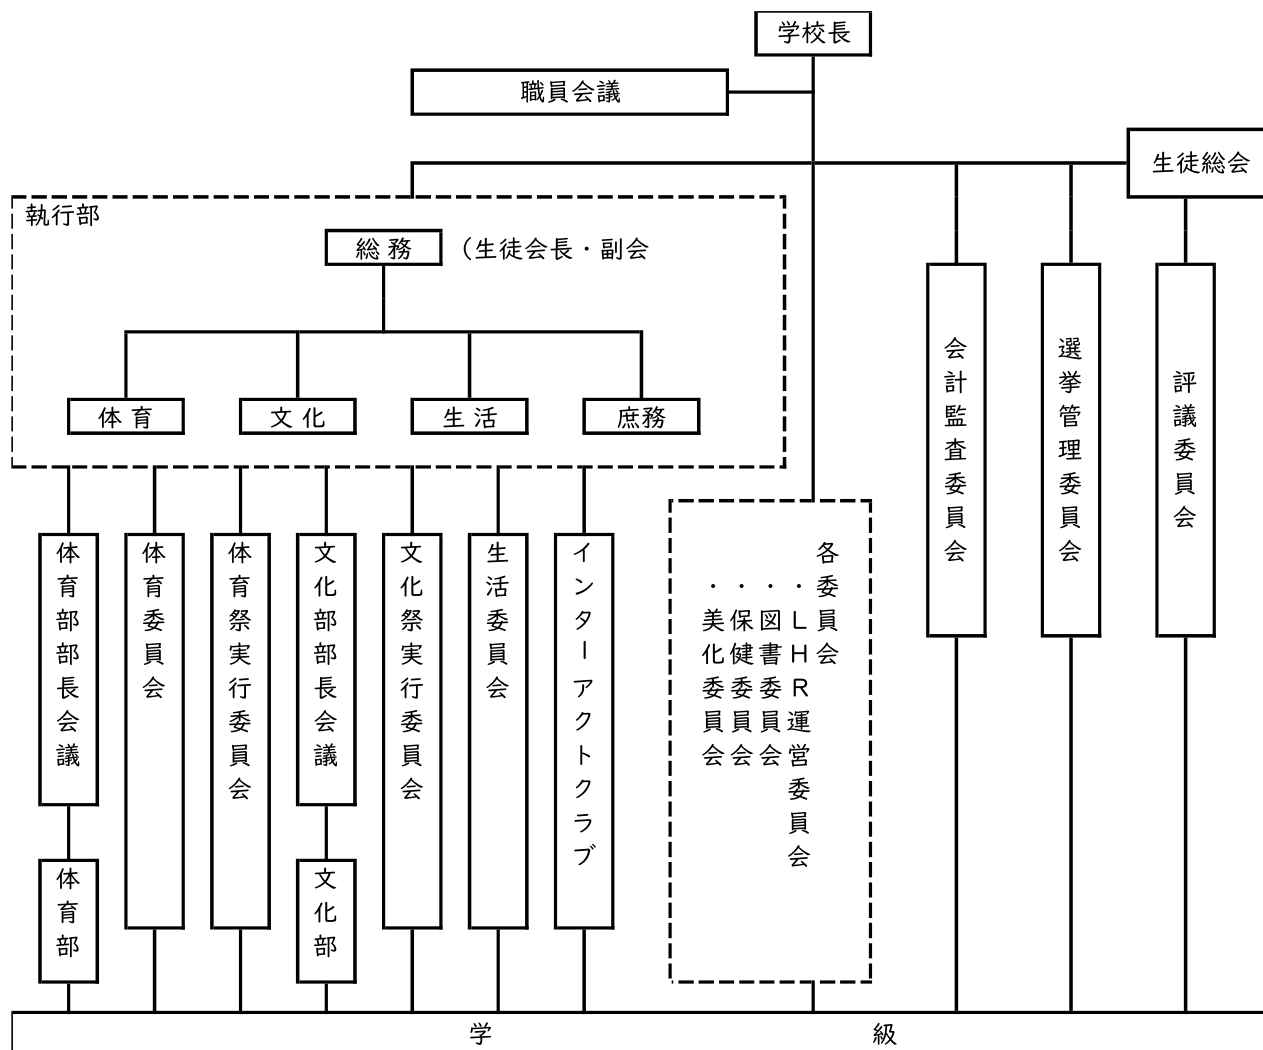 学校長
職員会議
生徒総会
執行部
総務 (生徒会長・副会
体育
文化
生活
庶務
会計監査委員会
選挙管理委員会
評議委員会
体育部部長会議
体育委員会
体育祭実行委員会
文化部部長会議
文化祭実行委員会
生活委員会
インターアクトクラブ
各委員会
・LHR運営委員会
・図書委員会
・保健委員会
・美化委員会
体育部
文化部
学級